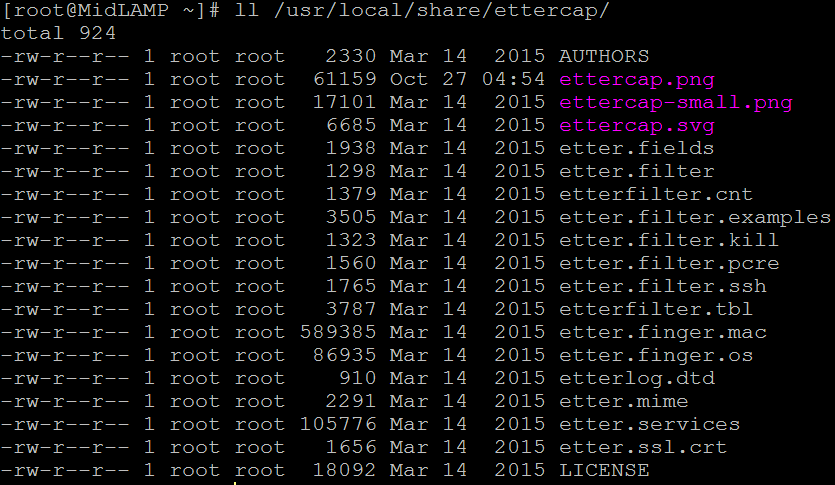 [root@MidLAMP ~]# ll /usr/local/share/ettercap/
total 924
-rw-r--r-- 1 root root   2330 Mar 14  2015 AUTHORS
-rw-r--r-- 1 root root  61159 Oct 27 04:54 ettercap.png
-rw-r--r-- 1 root root  17101 Mar 14  2015 ettercap-small.png
-rw-r--r-- 1 root root   6685 Mar 14  2015 ettercap.svg
-rw-r--r-- 1 root root   1938 Mar 14  2015 etter.fields
-rw-r--r-- 1 root root   1298 Mar 14  2015 etter.filter
-rw-r--r-- 1 root root   1379 Mar 14  2015 etterfilter.cnt
-rw-r--r-- 1 root root   3505 Mar 14  2015 etter.filter.examples
-rw-r--r-- 1 root root   1323 Mar 14  2015 etter.filter.kill
-rw-r--r-- 1 root root   1560 Mar 14  2015 etter.filter.pcre
-rw-r--r-- 1 root root   1765 Mar 14  2015 etter.filter.ssh
-rw-r--r-- 1 root root   3787 Mar 14  2015 etterfilter.tbl
-rw-r--r-- 1 root root 589385 Mar 14  2015 etter.finger.mac
-rw-r--r-- 1 root root  86935 Mar 14  2015 etter.finger.os
-rw-r--r-- 1 root root    910 Mar 14  2015 etterlog.dtd
-rw-r--r-- 1 root root   2291 Mar 14  2015 etter.mime
-rw-r--r-- 1 root root 105776 Mar 14  2015 etter.services
-rw-r--r-- 1 root root   1656 Mar 14  2015 etter.ssl.crt
-rw-r--r-- 1 root root  18092 Mar 14  2015 LICENSE